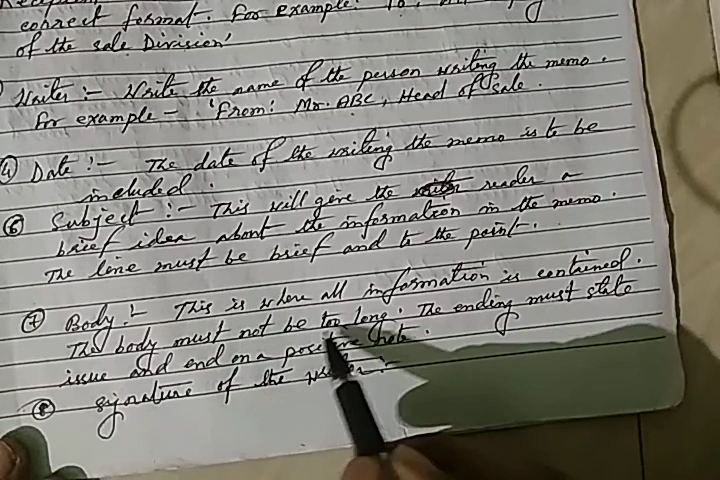 correct format. For example: To, 
of the sale Division'
Writer :- Write the name of the person writing the memo.
For example - 'From: Mr. ABC, Head of Sale.
④ Date :- The date of the writing the memo is to be
included.
⑥ Subject :- This will give the reader a
brief idea about the information in the memo.
The line must be brief and to the point.
⑦ Body :- This is where all information is contained.
The body must not be too long. The ending must state
issue and end on a positive note.
⑧ signature of the writer :-